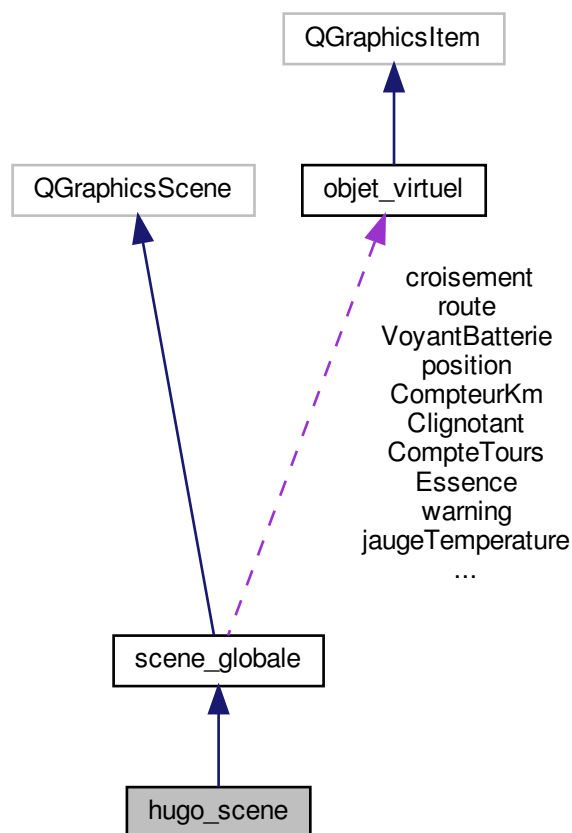 QGraphicsItem
QGraphicsScene
objet_virtuel
croisement
route
VoyantBatterie
position
CompteurKm
Clignotant
CompteTours
Essence
warning
jaugeTemperature
...
scene_globale
hugo_scene